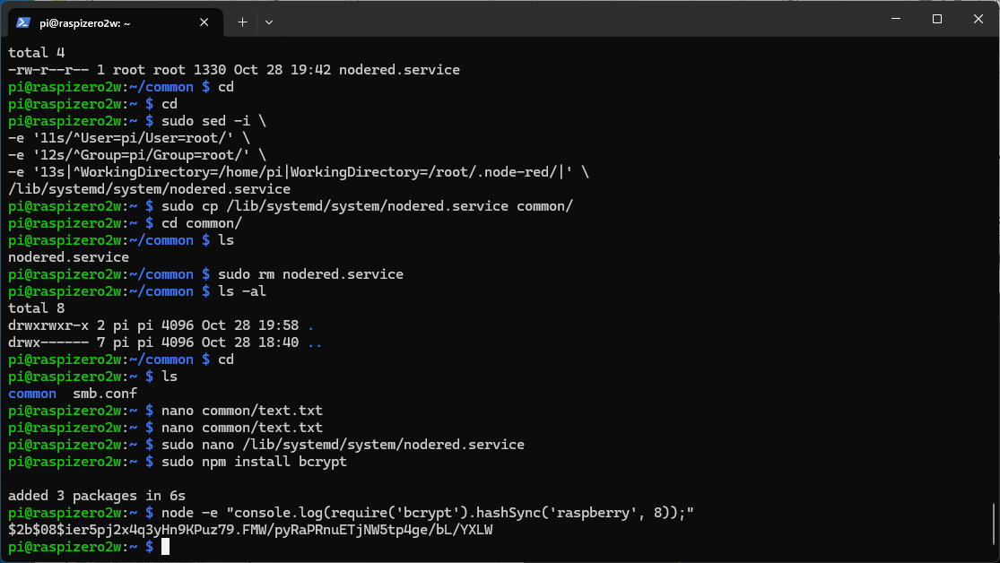 pi@raspizero2w: ~
total 4
-rw-r--r-- 1 root root 1330 Oct 28 19:42 nodered.service
pi@raspizero2w:~/common $ cd
pi@raspizero2w:~ $ cd
pi@raspizero2w:~ $ sudo sed -i \
-e '11s/^User=pi/User=root/' \
-e '12s/^Group=pi/Group=root/' \
-e '13s|^WorkingDirectory=/home/pi|WorkingDirectory=/root/.node-red/|' \
/lib/systemd/system/nodered.service
pi@raspizero2w:~ $ sudo cp /lib/systemd/system/nodered.service common/
pi@raspizero2w:~ $ cd common/
pi@raspizero2w:~/common $ ls
nodered.service
pi@raspizero2w:~/common $ sudo rm nodered.service
pi@raspizero2w:~/common $ ls -al
total 8
drwxrwxr-x 2 pi pi 4096 Oct 28 19:58 .
drwx------ 7 pi pi 4096 Oct 28 18:40 ..
pi@raspizero2w:~/common $ cd
pi@raspizero2w:~ $ ls
common  smb.conf
pi@raspizero2w:~ $ nano common/text.txt
pi@raspizero2w:~ $ nano common/text.txt
pi@raspizero2w:~ $ sudo nano /lib/systemd/system/nodered.service
pi@raspizero2w:~ $ sudo npm install bcrypt
added 3 packages in 6s
pi@raspizero2w:~ $ node -e "console.log(require('bcrypt').hashSync('raspberry', 8));"
$2b$08$ier5pj2x4q3yHn9KPuz79.FMW/pyRaPRnuETjNW5tp4ge/bL/YXLW
pi@raspizero2w:~ $